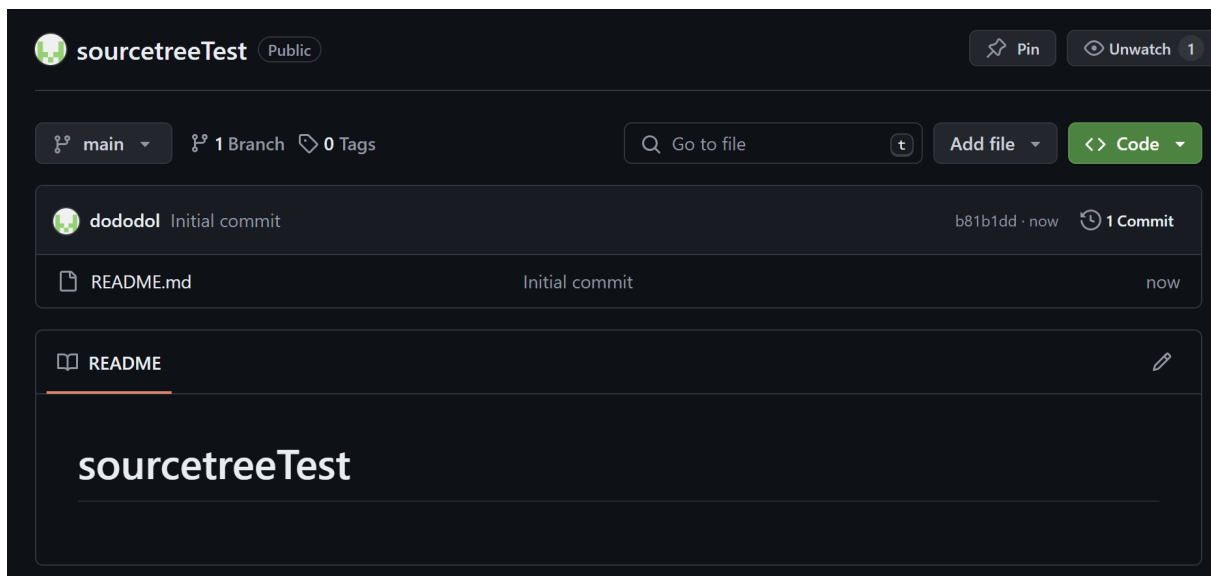 sourcetreeTest Public Pin Unwatch 1
main 1 Branch 0 Tags Go to file t Add file <> Code
dododol Initial commit b81b1dd · now 1 Commit
README.md Initial commit now
README
sourcetreeTest